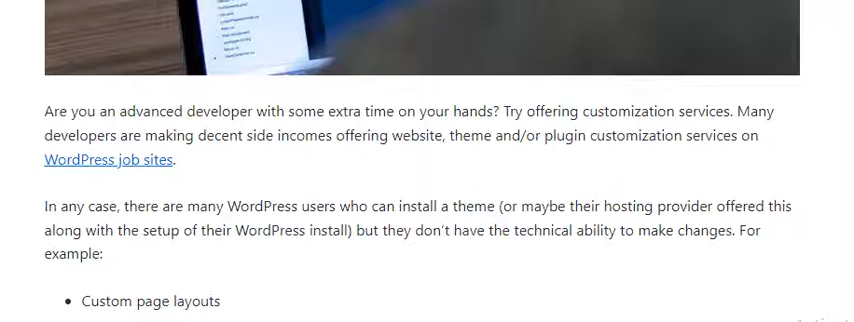 Are you an advanced developer with some extra time on your hands? Try offering customization services. Many
developers are making decent side incomes offering website, theme and/or plugin customization services on
WordPress job sites.
In any case, there are many WordPress users who can install a theme (or maybe their hosting provider offered this
along with the setup of their WordPress install) but they don't have the technical ability to make changes. For
example:
• Custom page layouts